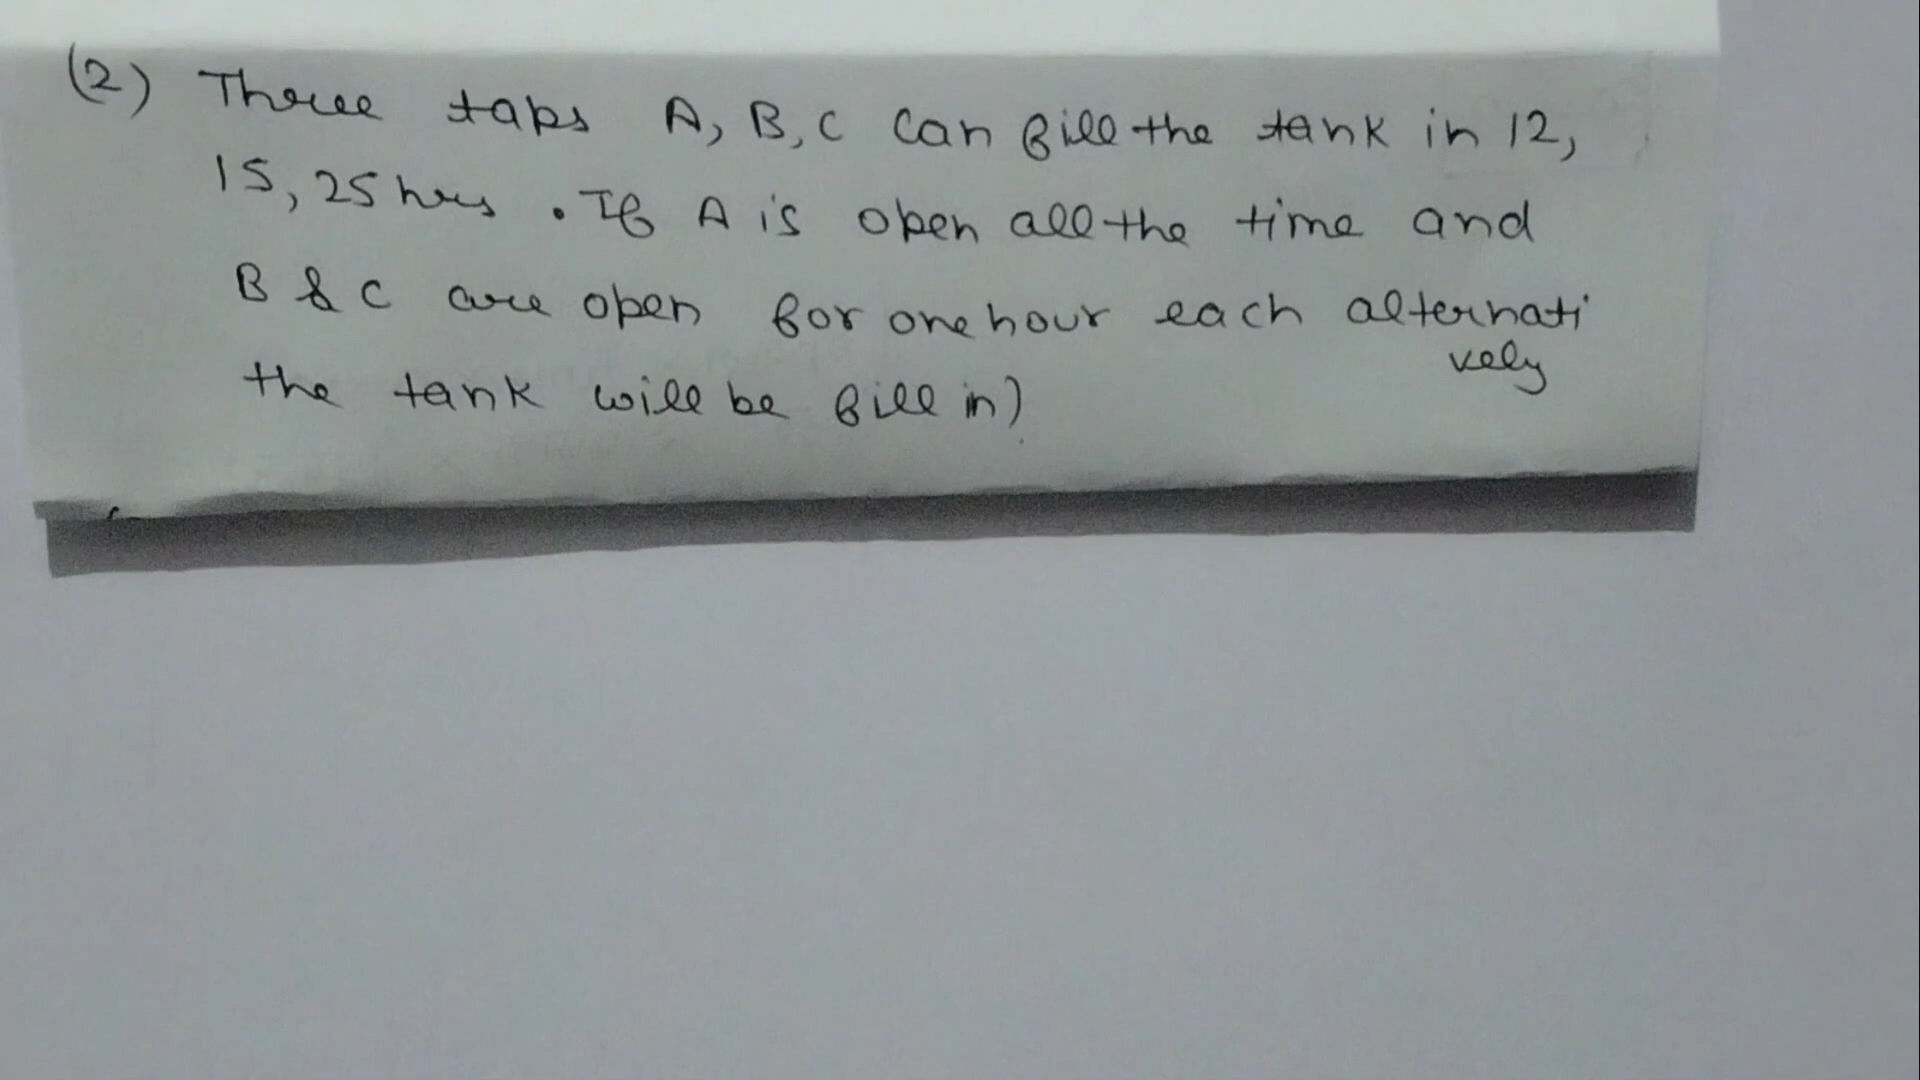 (2) Three taps A, B, C can fill the tank in 12,
15, 25 hrs . If A is open all the time and
B & C are open for one hour each alternati
vely
the tank will be fill in)